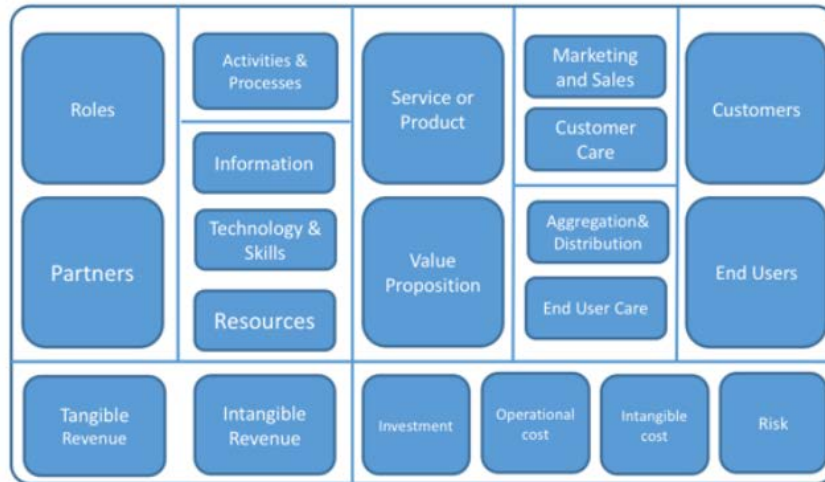 Roles
Partners
Activities &
Processes
Information
Technology &
Skills
Resources
Service or
Product
Value
Proposition
Marketing
and Sales
Customer
Care
Aggregation&
Distribution
End User Care
Customers
End Users
Tangible
Revenue
Intangible
Revenue
Investment
Operational
cost
Intangible
cost
Risk